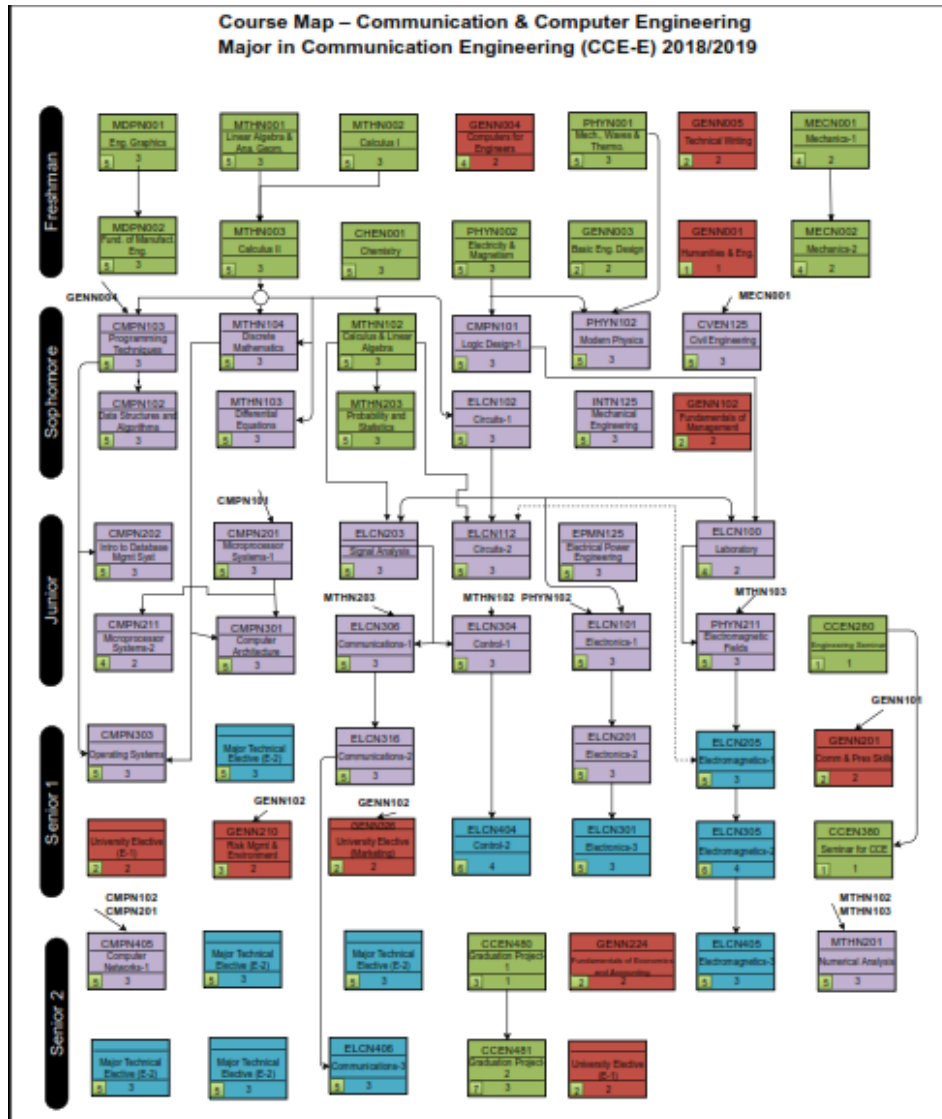 Course Map – Communication & Computer Engineering
Major in Communication Engineering (CCE-E) 2018/2019
Freshman
MDPN001
Eng. Graphics
5 3
MTHN001
Linear Algebra &
Ana. Geom.
5 3
MTHN002
Calculus I
5 3
GENN004
Computers for
Engineers
4 2
PHYN001
Mech., Waves &
Thermo.
5 3
GENN005
Technical Writing
2 2
MECN001
Mechanics-1
4 2
MDPN002
Fund. of Manufact.
Eng.
5 3
MTHN003
Calculus II
5 3
CHEN001
Chemistry
5 3
PHYN002
Electricity &
Magnetism
5 3
GENN003
Basic Eng. Design
2 2
GENN001
Humanities & Eng.
1 1
MECN002
Mechanics-2
4 2
GENN004
MECN001
Sophomore
CMPN103
Programming
Techniques
5 3
MTHN104
Discrete
Mathematics
5 3
MTHN102
Calculus & Linear
Algebra
5 3
CMPN101
Logic Design-1
5 3
PHYN102
Modern Physics
5 3
CVEN125
Civil Engineering
5 3
CMPN102
Data Structures and
Algorithms
5 3
MTHN103
Differential
Equations
5 3
MTHN203
Probability and
Statistics
5 3
ELCN102
Circuits-1
5 3
INTN125
Mechanical
Engineering
5 3
GENN102
Fundamentals of
Management
2 2
CMPN101
Junior
CMPN202
Intro to Database
Mgmt Syst
5 3
CMPN201
Microprocessor
Systems-1
5 3
ELCN203
Signal Analysis
5 3
ELCN112
Circuits-2
5 3
EPMN125
Electrical Power
Engineering
5 3
ELCN100
Laboratory
4 2
MTHN203
MTHN102
PHYN102
MTHN103
CMPN211
Microprocessor
Systems-2
4 2
CMPN301
Computer
Architecture
5 3
ELCN306
Communications-1
5 3
ELCN304
Control-1
5 3
ELCN101
Electronics-1
5 3
PHYN211
Electromagnetic
Fields
5 3
CCEN280
Engineering Seminar
1 1
GENN101
Senior 1
CMPN303
Operating Systems
5 3
Major Technical
Elective (E-2)
5 3
ELCN316
Communications-2
5 3
ELCN201
Electronics-2
5 3
ELCN205
Electromagnetics-1
5 3
GENN201
Comm & Pres Skills
2 2
GENN102
GENN102
University Elective
(E-1)
2 2
GENN210
Risk Mgmt &
Environment
3 2
GENN326
University Elective
(Marketing)
2 2
ELCN404
Control-2
6 4
ELCN301
Electronics-3
5 3
ELCN305
Electromagnetics-2
6 4
CCEN380
Seminar for CCE
1 1
CMPN102
CMPN201
MTHN102
MTHN103
Senior 2
CMPN405
Computer
Networks-1
5 3
Major Technical
Elective (E-2)
5 3
Major Technical
Elective (E-2)
5 3
CCEN480
Graduation Project-
1
3 1
GENN224
Fundamentals of Economics
and Accounting
2 2
ELCN405
Electromagnetics-3
5 3
MTHN201
Numerical Analysis
5 3
Major Technical
Elective (E-2)
5 3
Major Technical
Elective (E-2)
5 3
ELCN406
Communications-3
5 3
CCEN481
Graduation Project-
2
7 3
University Elective
(E-1)
2 2